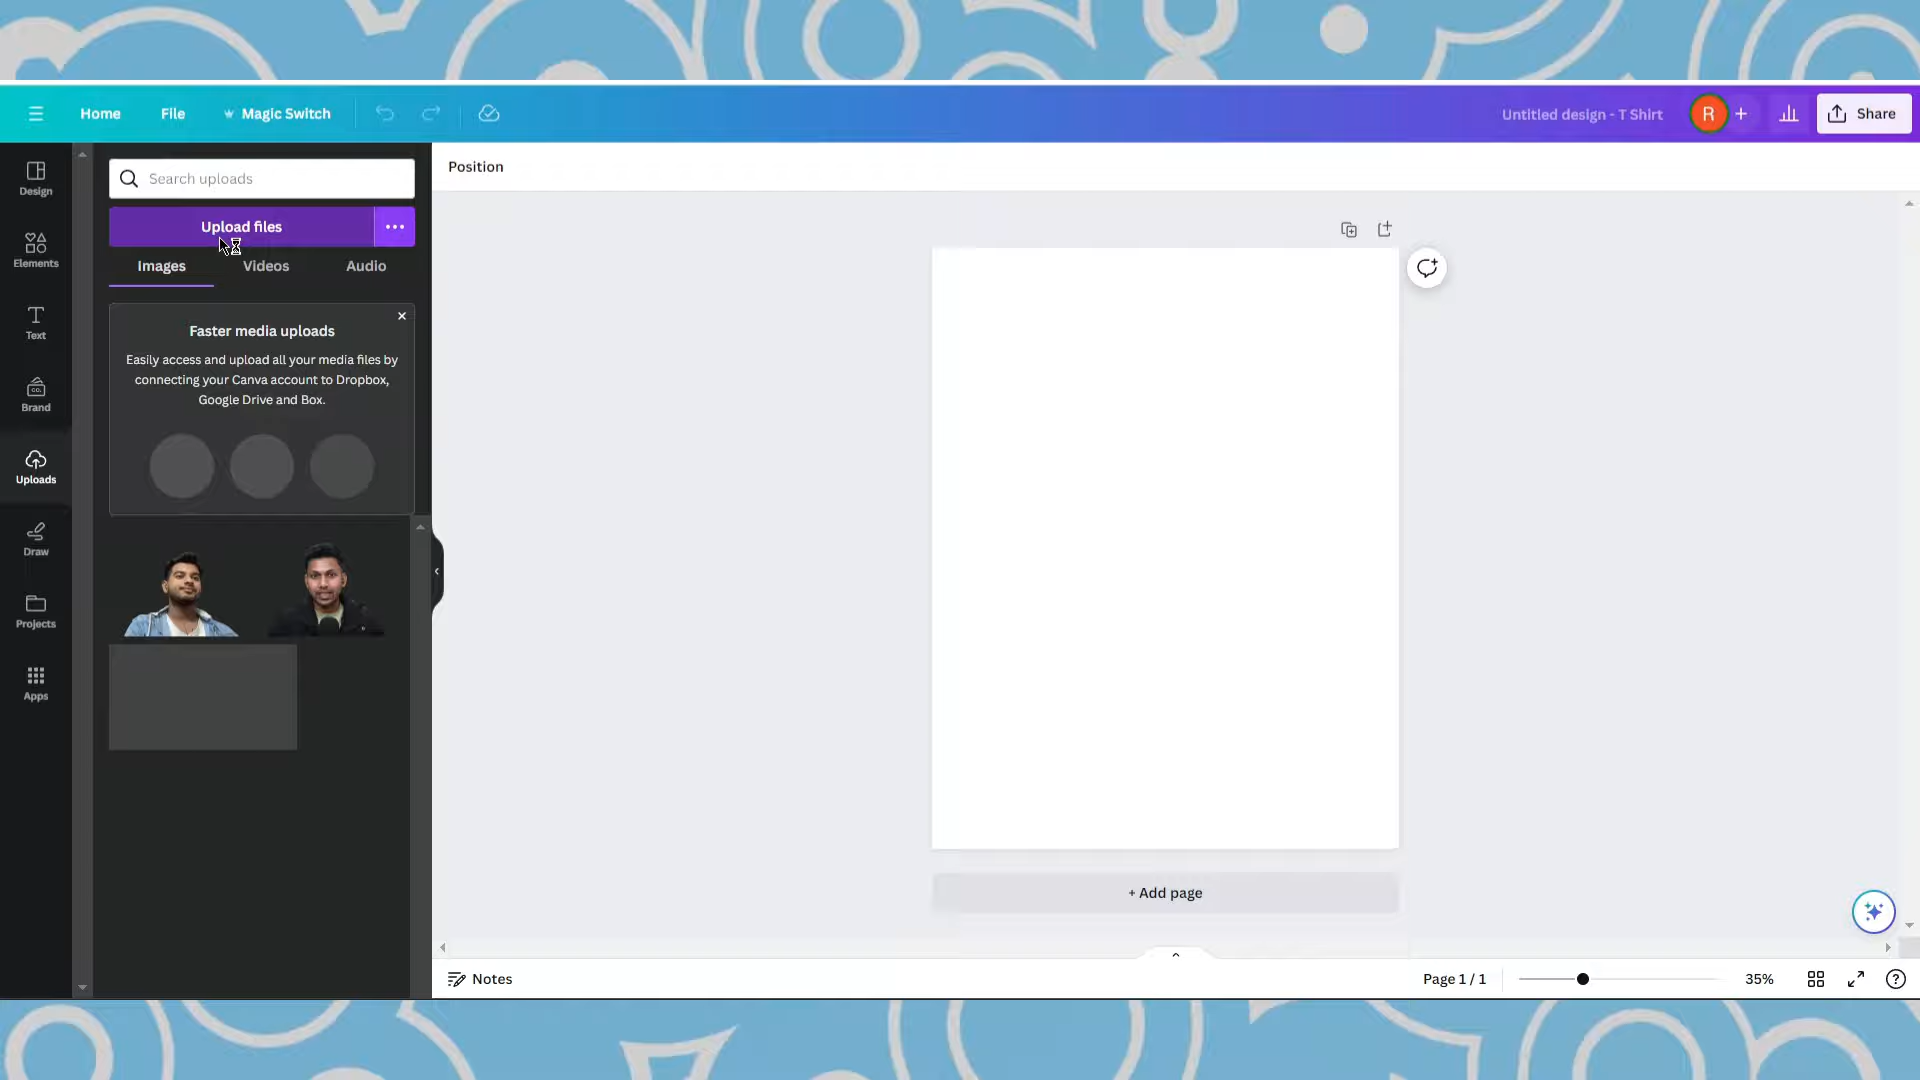 Home File Magic Switch Untitled design - T Shirt R + Share
Design
Elements
Text
CO.
Brand
Uploads
Draw
Projects
Apps
Search uploads
Upload files
Images Videos Audio
Faster media uploads
Easily access and upload all your media files by
connecting your Canva account to Dropbox,
Google Drive and Box.
Position
+ Add page
Notes Page 1 / 1 35%